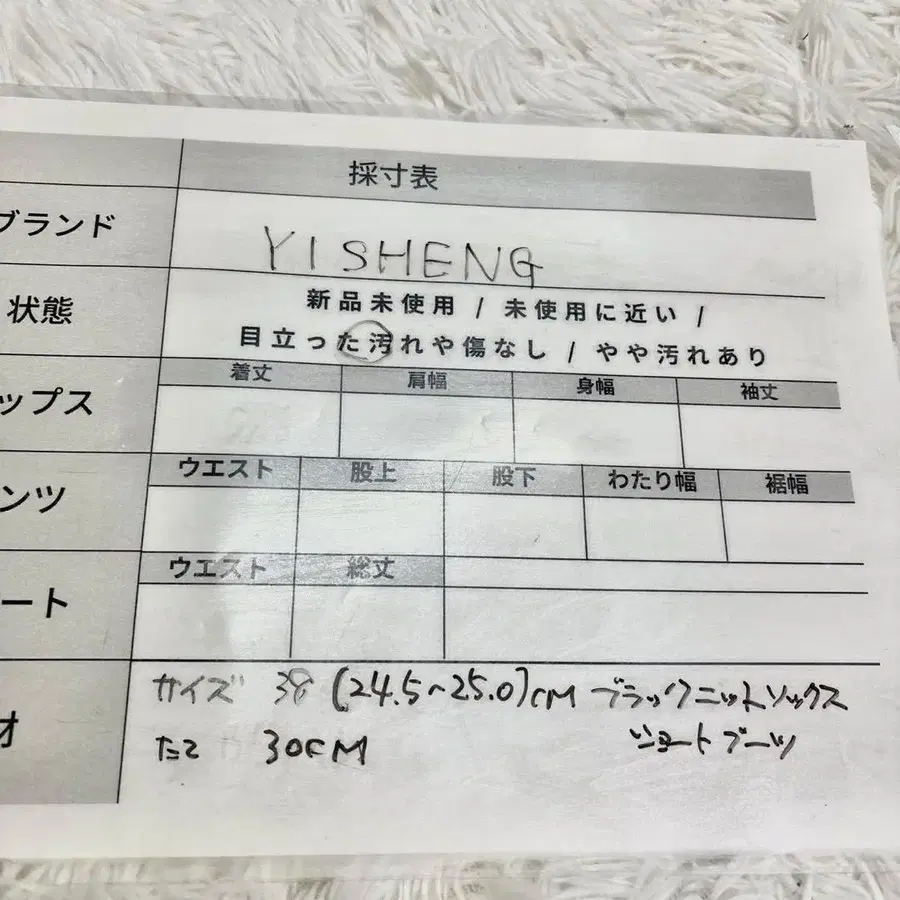 採寸表
ブランド YISHENG
状態 新品未使用 / 未使用に近い /
目立った汚れや傷なし / やや汚れあり
ップス 着丈 肩幅 身幅 袖丈
ンツ ウエスト 股上 股下 わたり幅 裾幅
ート ウエスト 総丈
サイズ 38 (24.5~25.0)cM ブラックニットソックス
たて 30cM ショートブーツ